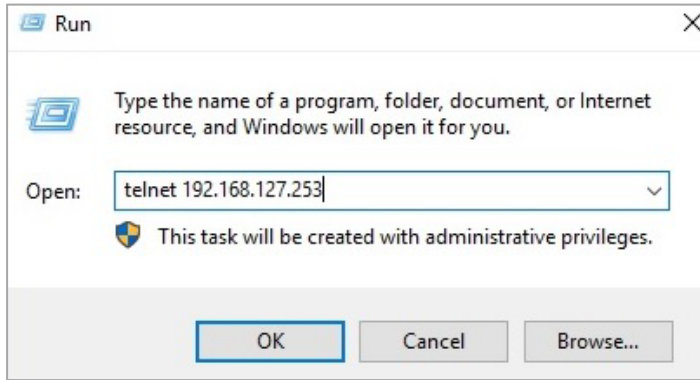 Run
Type the name of a program, folder, document, or Internet
resource, and Windows will open it for you.
Open: telnet 192.168.127.253
This task will be created with administrative privileges.
OK Cancel Browse...